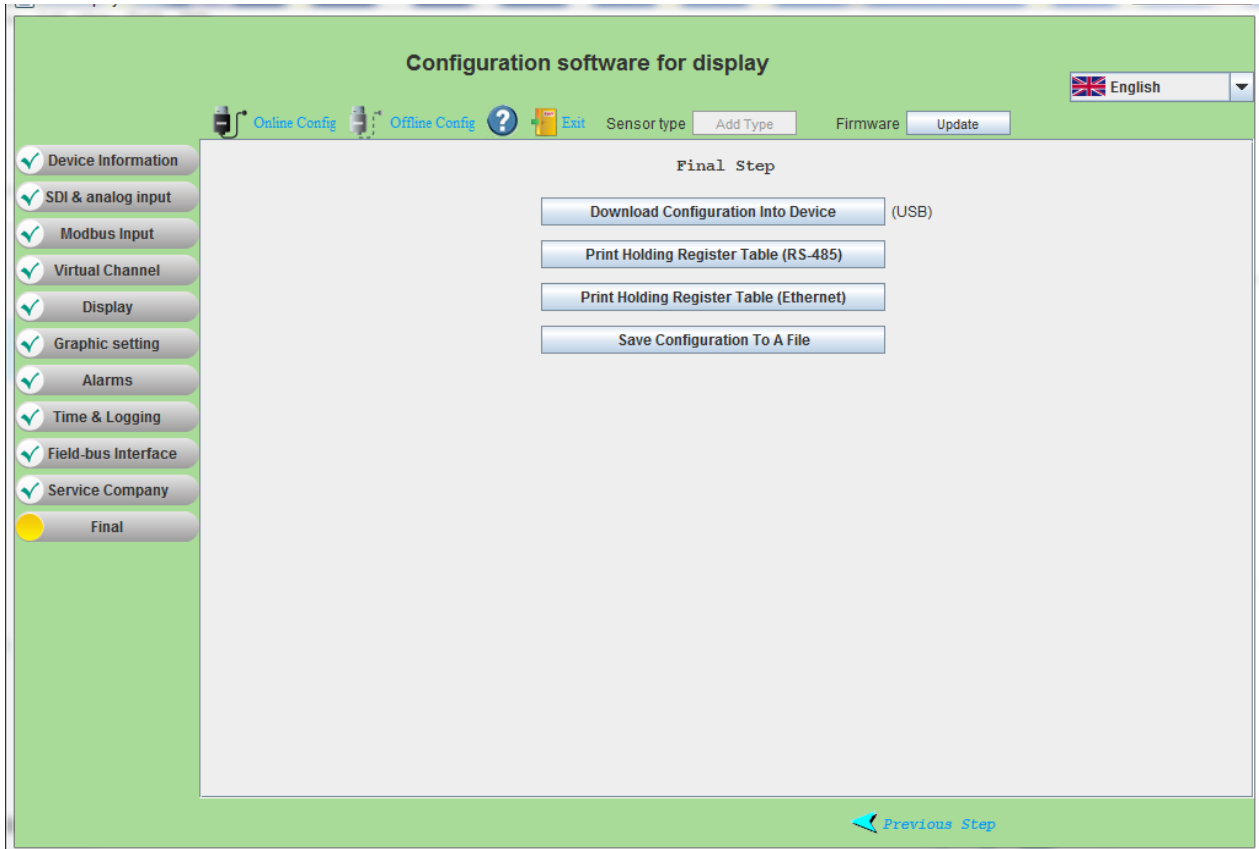 Configuration software for display
English
Online Config Offline Config ? Exit Sensor type Add Type Firmware Update
Device Information
SDI & analog input
Modbus Input
Virtual Channel
Display
Graphic setting
Alarms
Time & Logging
Field-bus Interface
Service Company
Final
Final Step
Download Configuration Into Device (USB)
Print Holding Register Table (RS-485)
Print Holding Register Table (Ethernet)
Save Configuration To A File
Previous Step